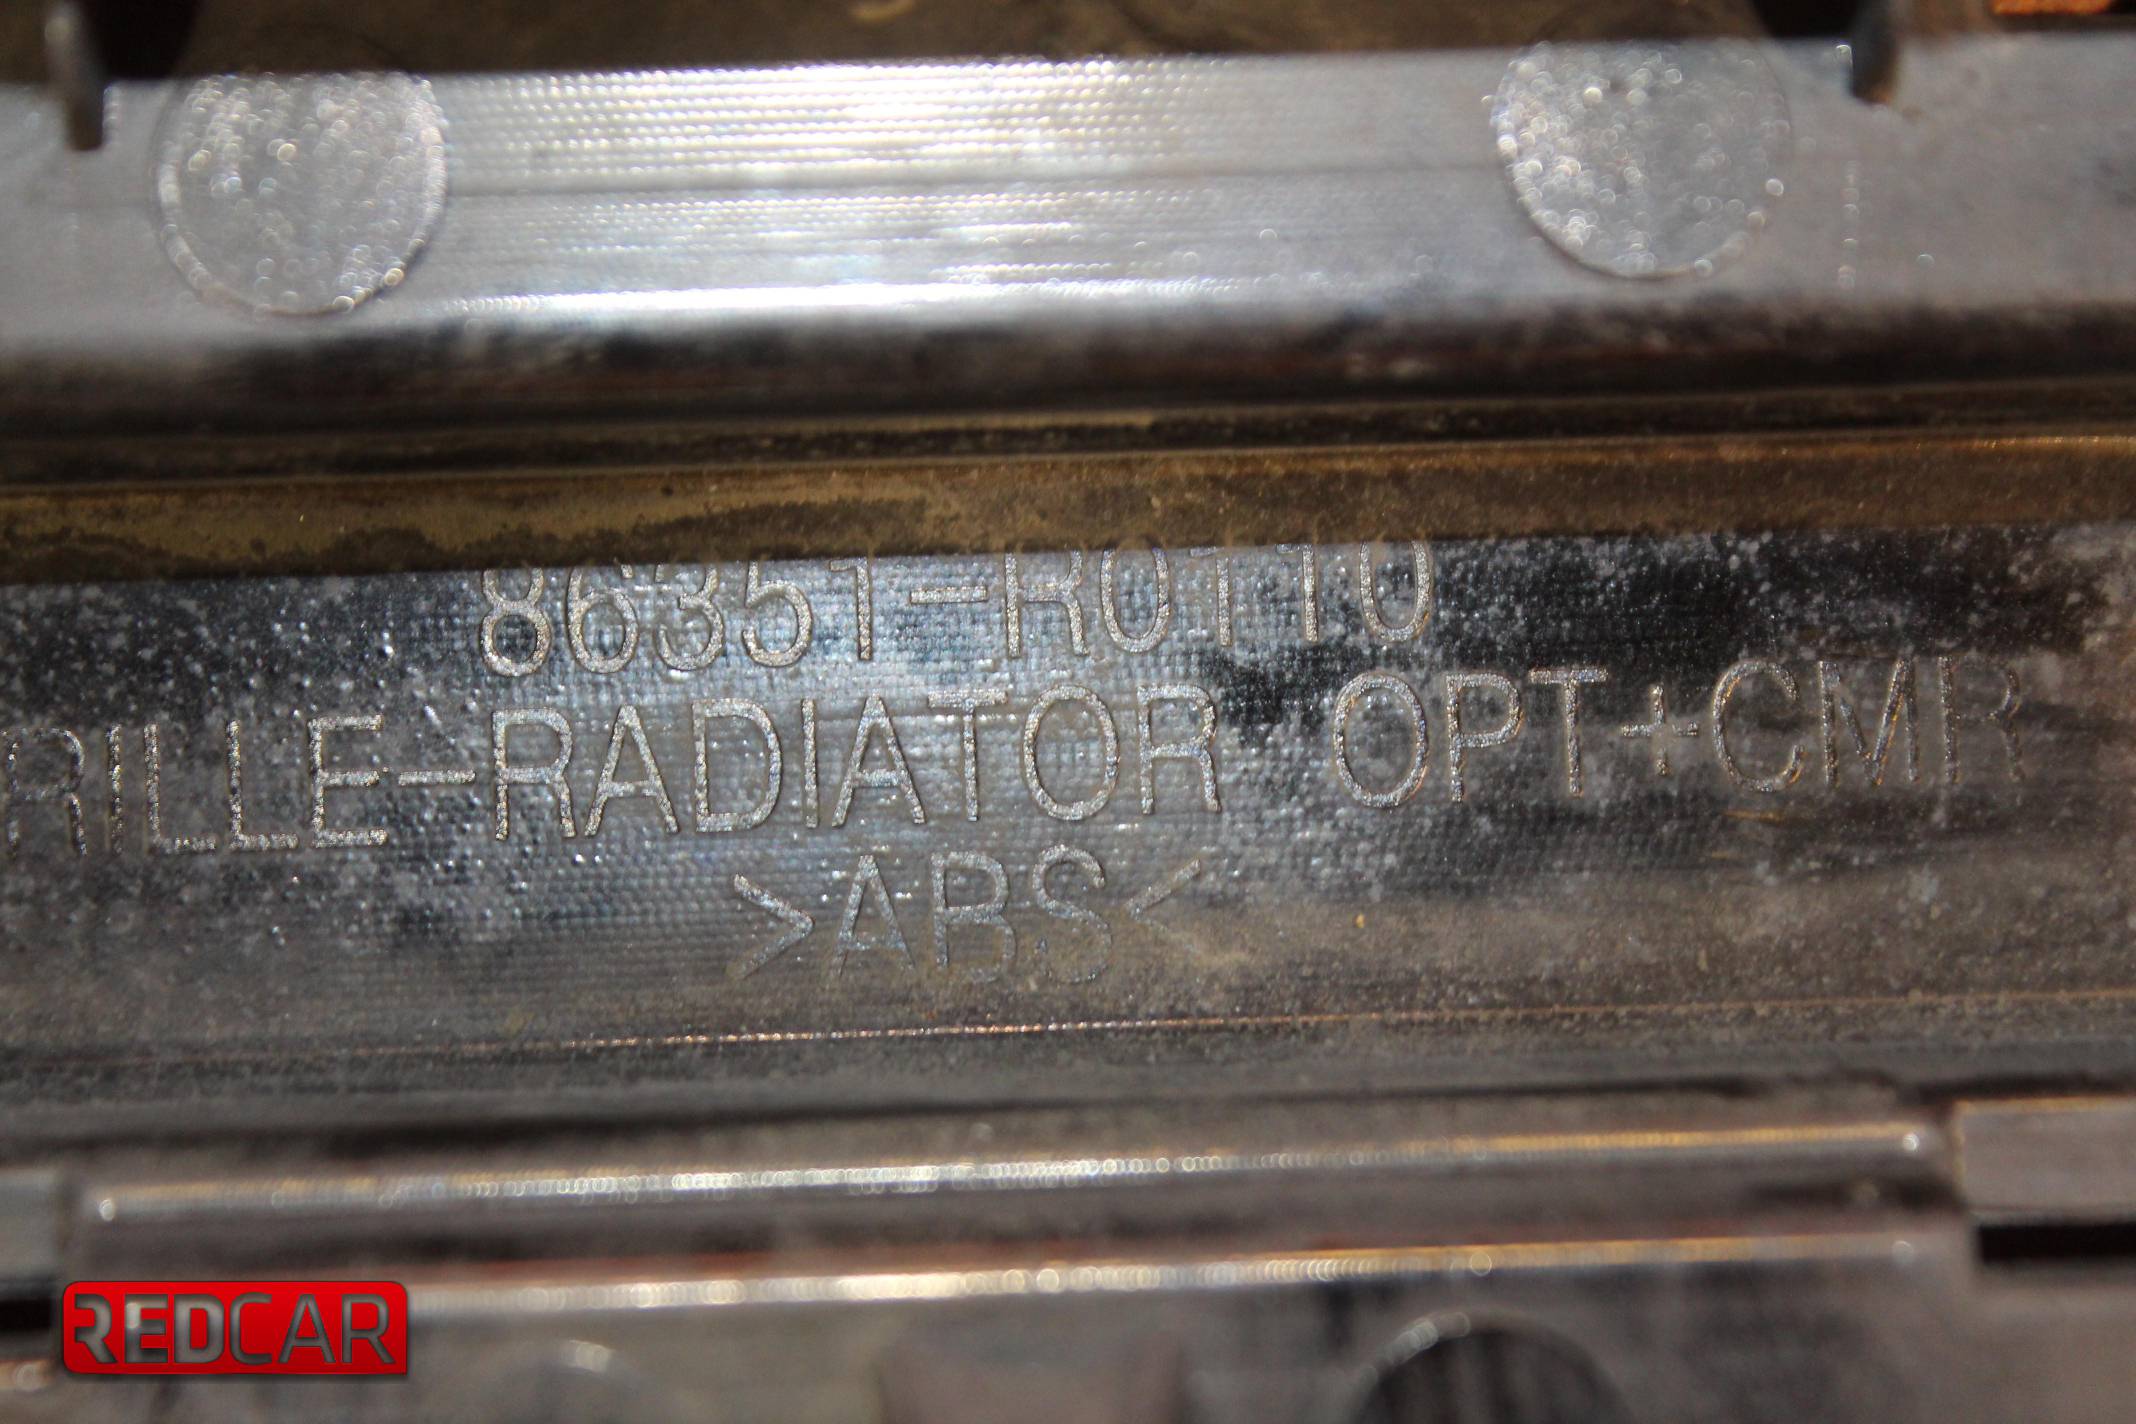 86351-R0110
RILLE-RADIATOR OPT+CMR
>ABS<
REDCAR